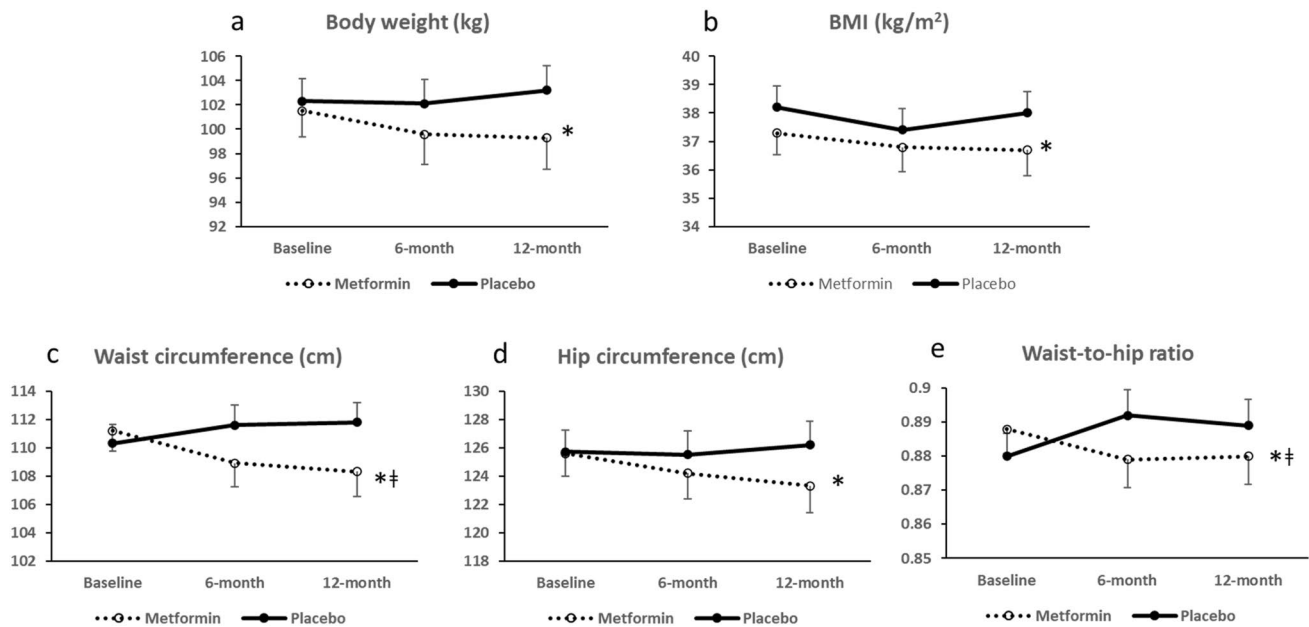 a Body weight (kg)
106
104
102
100
98
96
94
92
Baseline 6-month 12-month
*
Metformin Placebo
b BMI (kg/m²)
40
39
38
37
36
35
34
Baseline 6-month 12-month
*
Metformin Placebo
c Waist circumference (cm)
114
112
110
108
106
104
102
Baseline 6-month 12-month
*ǂ
Metformin Placebo
d Hip circumference (cm)
130
128
126
124
122
120
118
Baseline 6-month 12-month
*
Metformin Placebo
e Waist-to-hip ratio
0.9
0.89
0.88
0.87
0.86
0.85
Baseline 6-month 12-month
*ǂ
Metformin Placebo